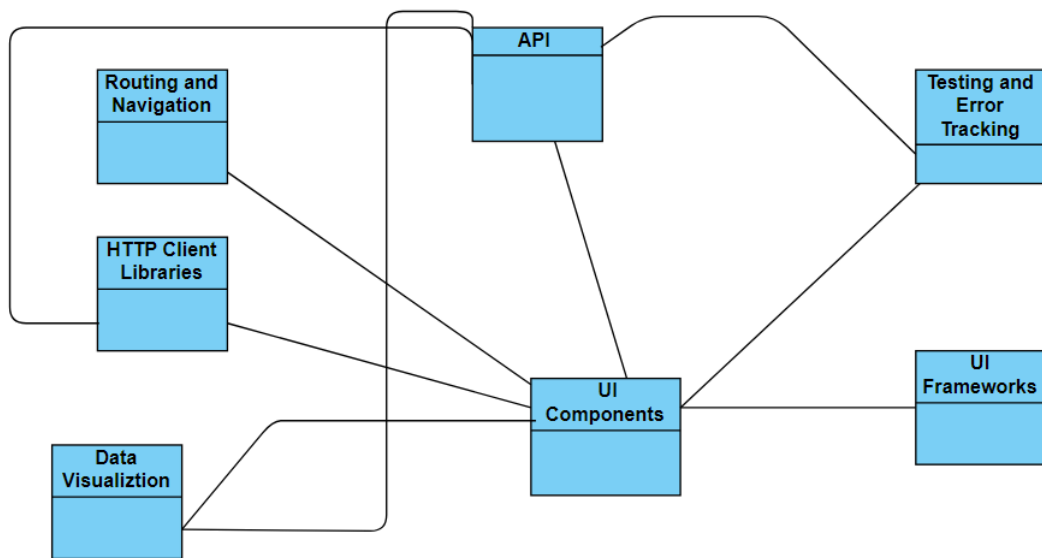 API
Routing and
Navigation
Testing and
Error
Tracking
HTTP Client
Libraries
UI
Components
UI
Frameworks
Data
Visualiztion